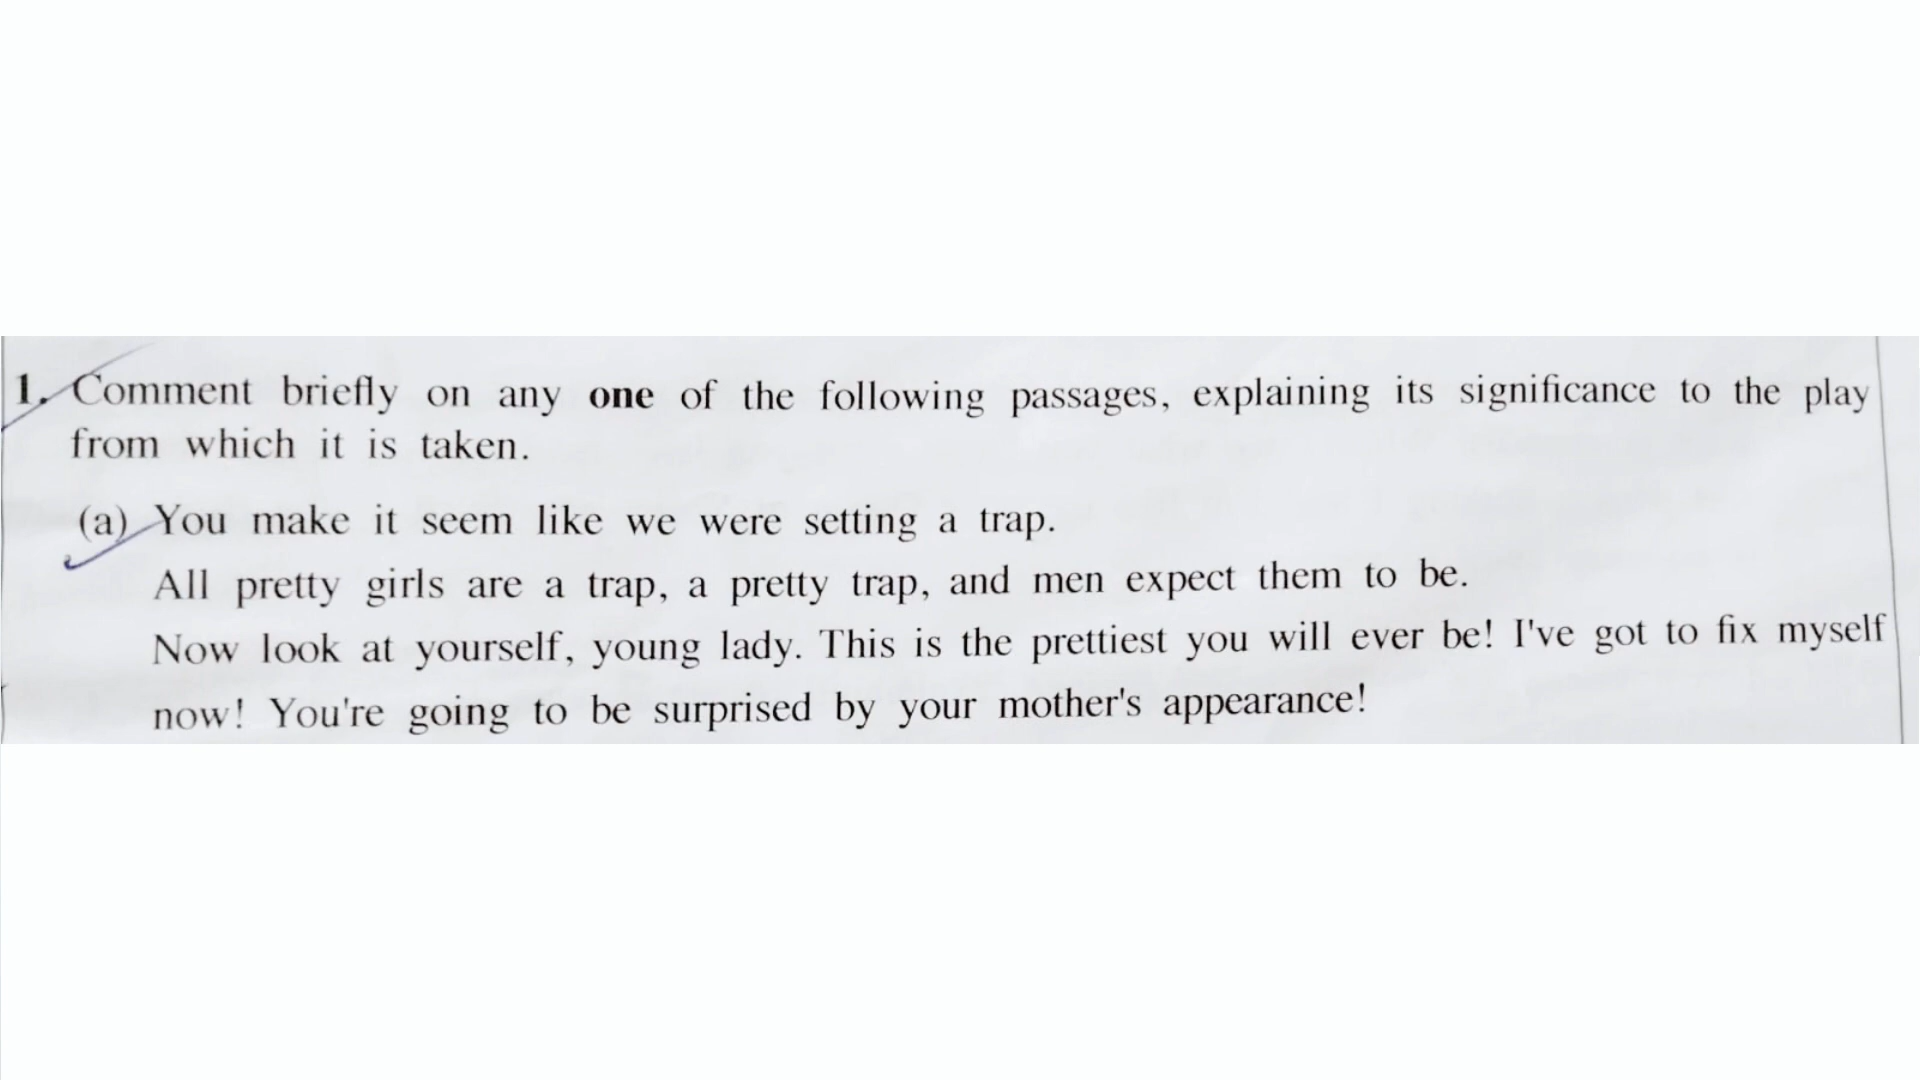 1. Comment briefly on any one of the following passages, explaining its significance to the play
from which it is taken.
(a) You make it seem like we were setting a trap.
All pretty girls are a trap, a pretty trap, and men expect them to be.
Now look at yourself, young lady. This is the prettiest you will ever be! I've got to fix myself
now! You're going to be surprised by your mother's appearance!